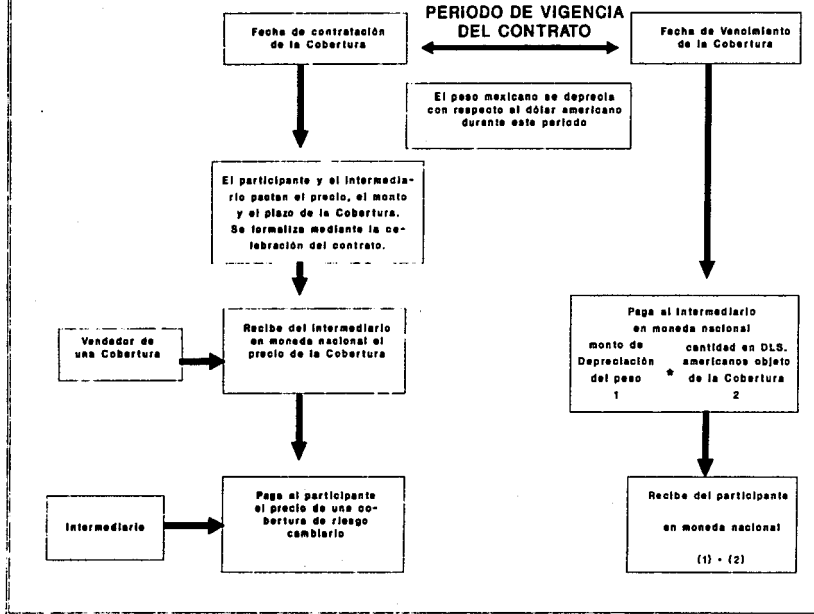 PERIODO DE VIGENCIA
DEL CONTRATO
Fecha de contratación
de la Cobertura
Fecha de Vencimiento
de la Cobertura
El peso mexicano se deprecia
con respecto al dólar americano
durante este periodo
El participante y el intermedia-
rio pactan el precio, el monto
y el plazo de la Cobertura.
Se formaliza mediante la ce-
lebración del contrato.
Vendedor de
una Cobertura
Recibe del intermediario
en moneda nacional el
precio de la Cobertura
Paga al intermediario
en moneda nacional
monto de
Depreciación
del peso
1
*
cantidad en DLS.
americanos objeto
de la Cobertura
2
Intermediario
Paga al participante
el precio de una co-
bertura de riesgo
cambiario
Recibe del participante
en moneda nacional
(1) * (2)